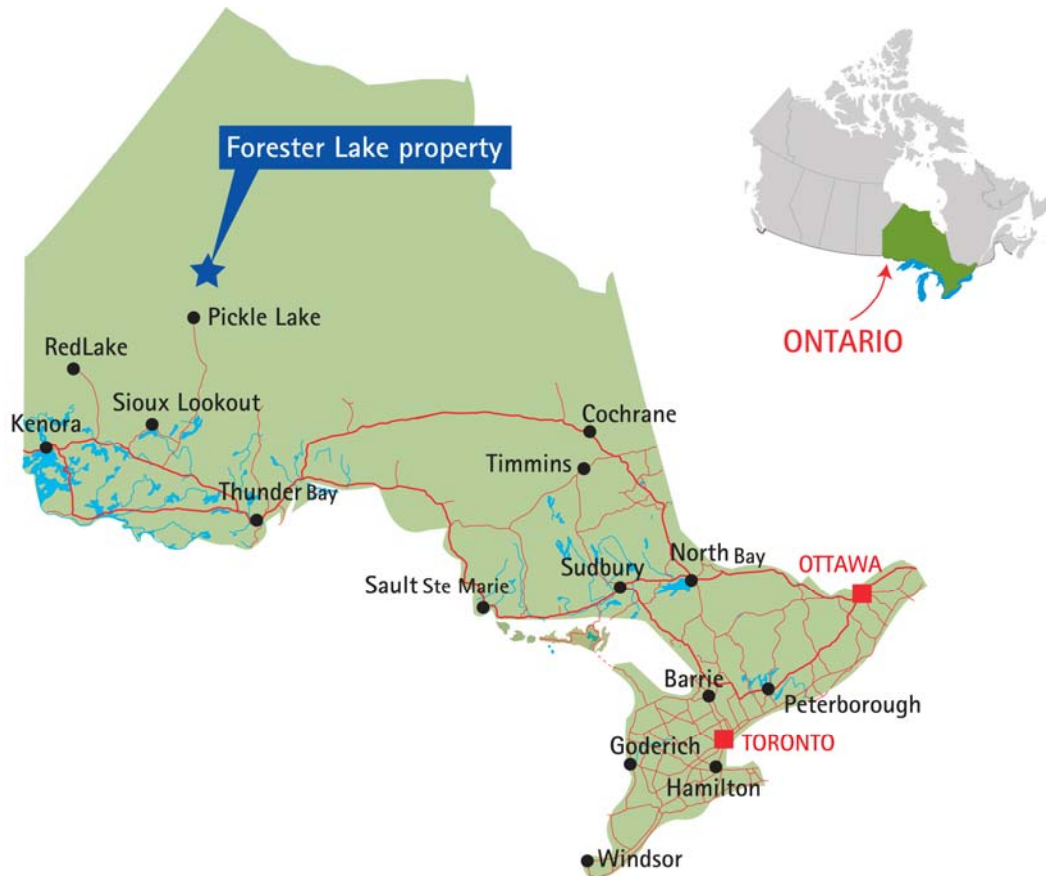 Forester Lake property
Pickle Lake
RedLake
Sioux Lookout
Kenora
Cochrane
Timmins
Thunder Bay
North Bay
Sudbury
OTTAWA
Sault Ste Marie
Barrie
Peterborough
TORONTO
Goderich
Hamilton
Windsor
ONTARIO